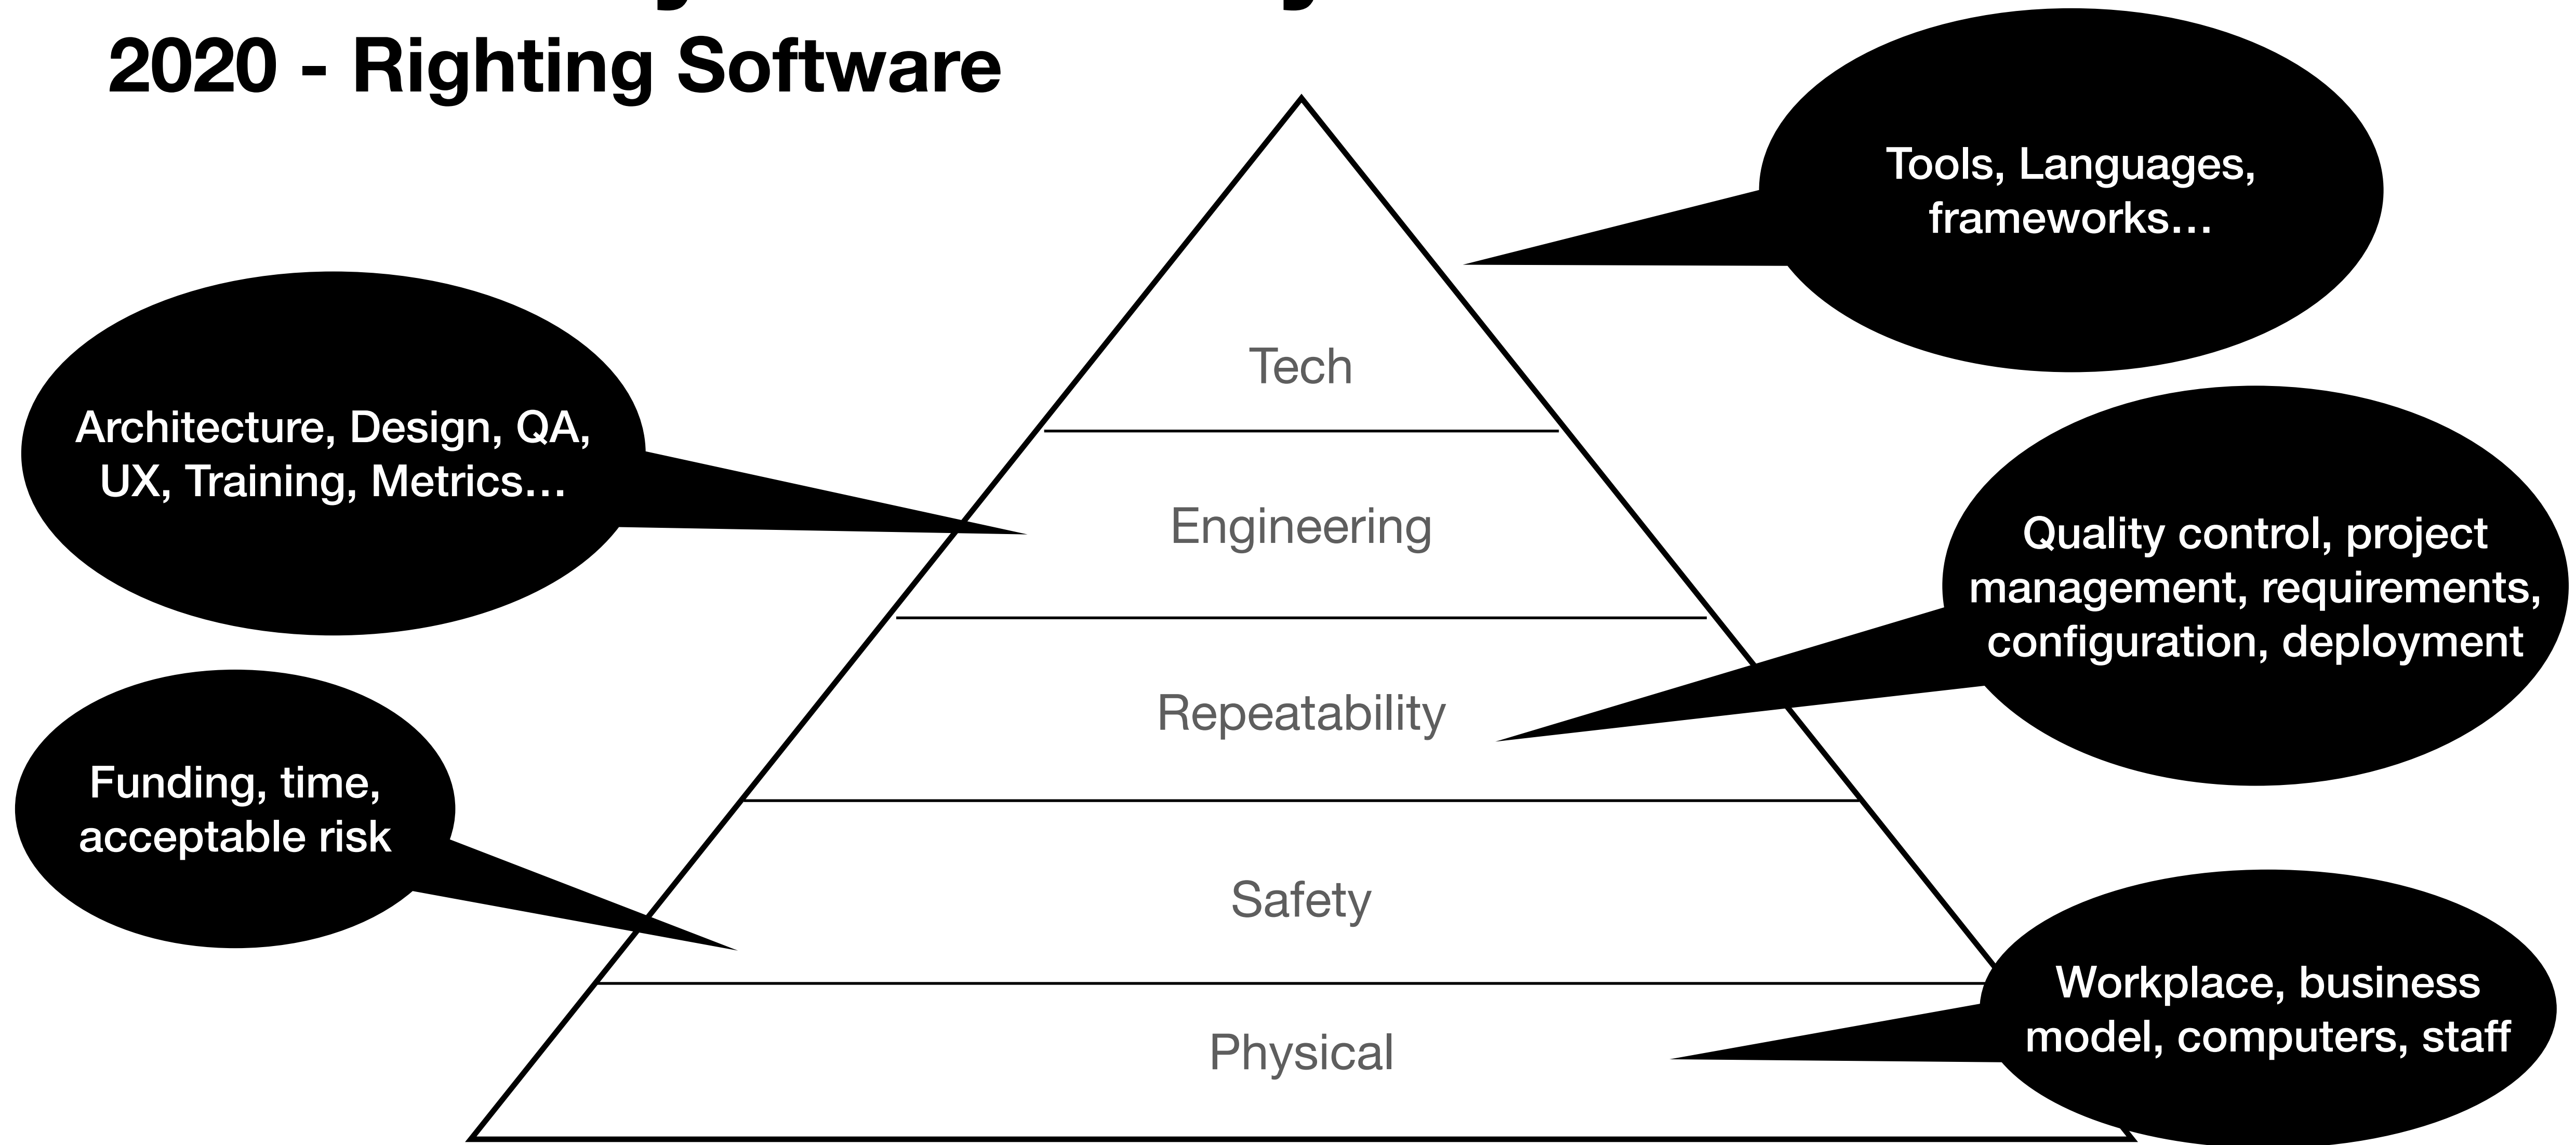 2020 - Righting Software
Tools, Languages,
frameworks...
Tech
Architecture, Design, QA,
UX, Training, Metrics...
Engineering
Quality control, project
management, requirements,
configuration, deployment
Repeatability
Funding, time,
acceptable risk
Safety
Workplace, business
model, computers, staff
Physical